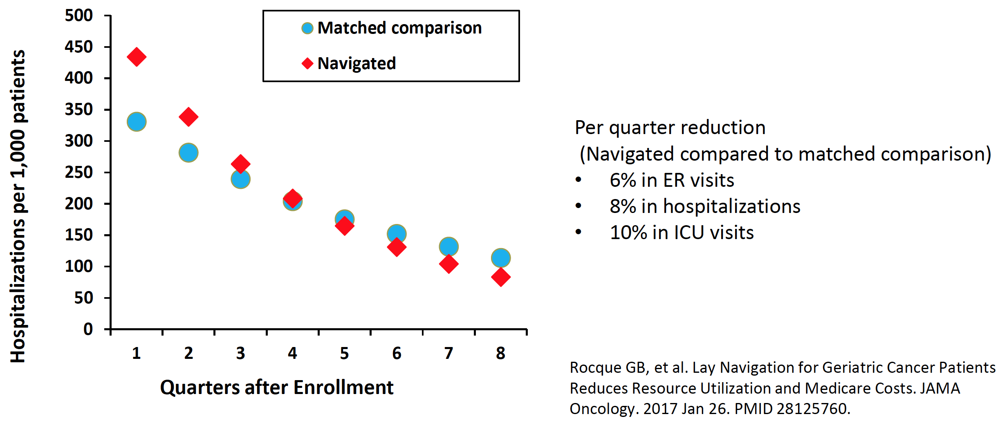 500
450
400
350
300
250
200
150
100
50
0
Hospitalizations per 1,000 patients
Matched comparison
Navigated
1 2 3 4 5 6 7 8
Quarters after Enrollment
Per quarter reduction
(Navigated compared to matched comparison)
• 6% in ER visits
• 8% in hospitalizations
• 10% in ICU visits
Rocque GB, et al. Lay Navigation for Geriatric Cancer Patients
Reduces Resource Utilization and Medicare Costs. JAMA
Oncology. 2017 Jan 26. PMID 28125760.